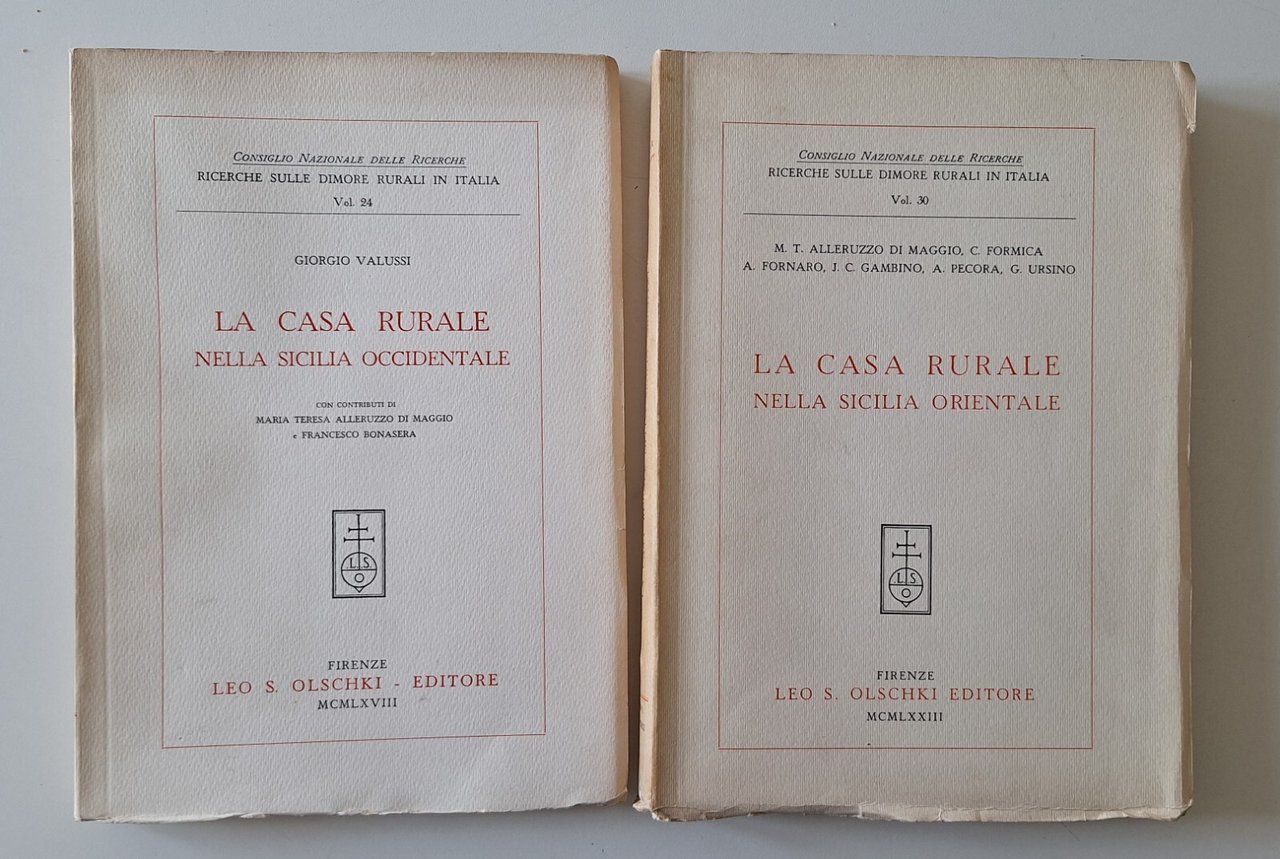 CONSIGLIO NAZIONALE DELLE RICERCHE
RICERCHE SULLE DIMORE RURALI IN ITALIA
Vol. 24
GIORGIO VALUSSI
LA CASA RURALE
NELLA SICILIA OCCIDENTALE
CON CONTRIBUTI DI
MARIA TERESA ALLERUZZO DI MAGGIO
e FRANCESCO BONASERA
L S
O
FIRENZE
LEO S. OLSCHKI - EDITORE
MCMLXVIII
CONSIGLIO NAZIONALE DELLE RICERCHE
RICERCHE SULLE DIMORE RURALI IN ITALIA
Vol. 30
M. T. ALLERUZZO DI MAGGIO, C. FORMICA
A. FORNARO, J. C. GAMBINO, A. PECORA, G. URSINO
LA CASA RURALE
NELLA SICILIA ORIENTALE
L S
O
FIRENZE
LEO S. OLSCHKI EDITORE
MCMLXXIII